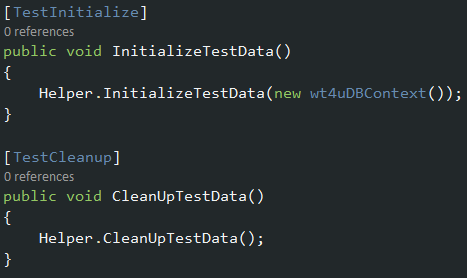 [TestInitialize]
0 references
public void InitializeTestData()
{
    Helper.InitializeTestData(new wt4uDBContext());
}
[TestCleanup]
0 references
public void CleanUpTestData()
{
    Helper.CleanUpTestData();
}